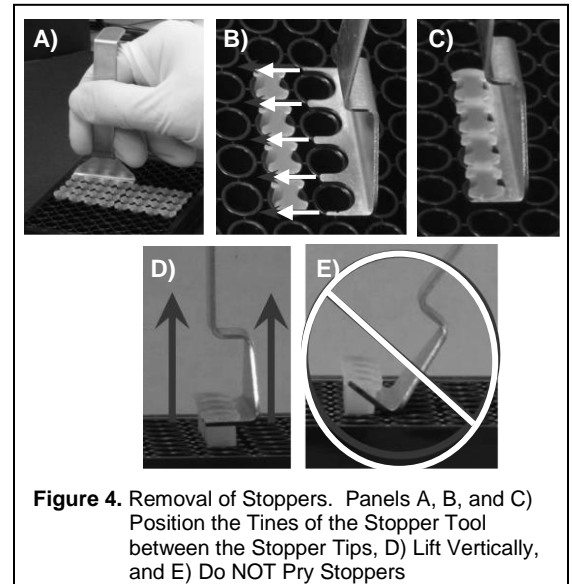 A)
B)
C)
D)
E)
Figure 4. Removal of Stoppers. Panels A, B, and C)
Position the Tines of the Stopper Tool
between the Stopper Tips, D) Lift Vertically,
and E) Do NOT Pry Stoppers